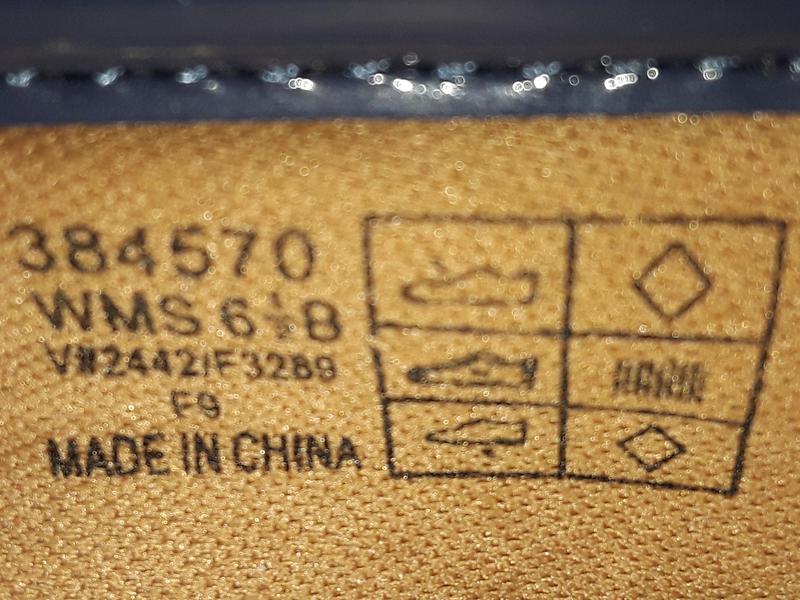 384570
WMS 6½B
V#2442/F3289
F9
MADE IN CHINA